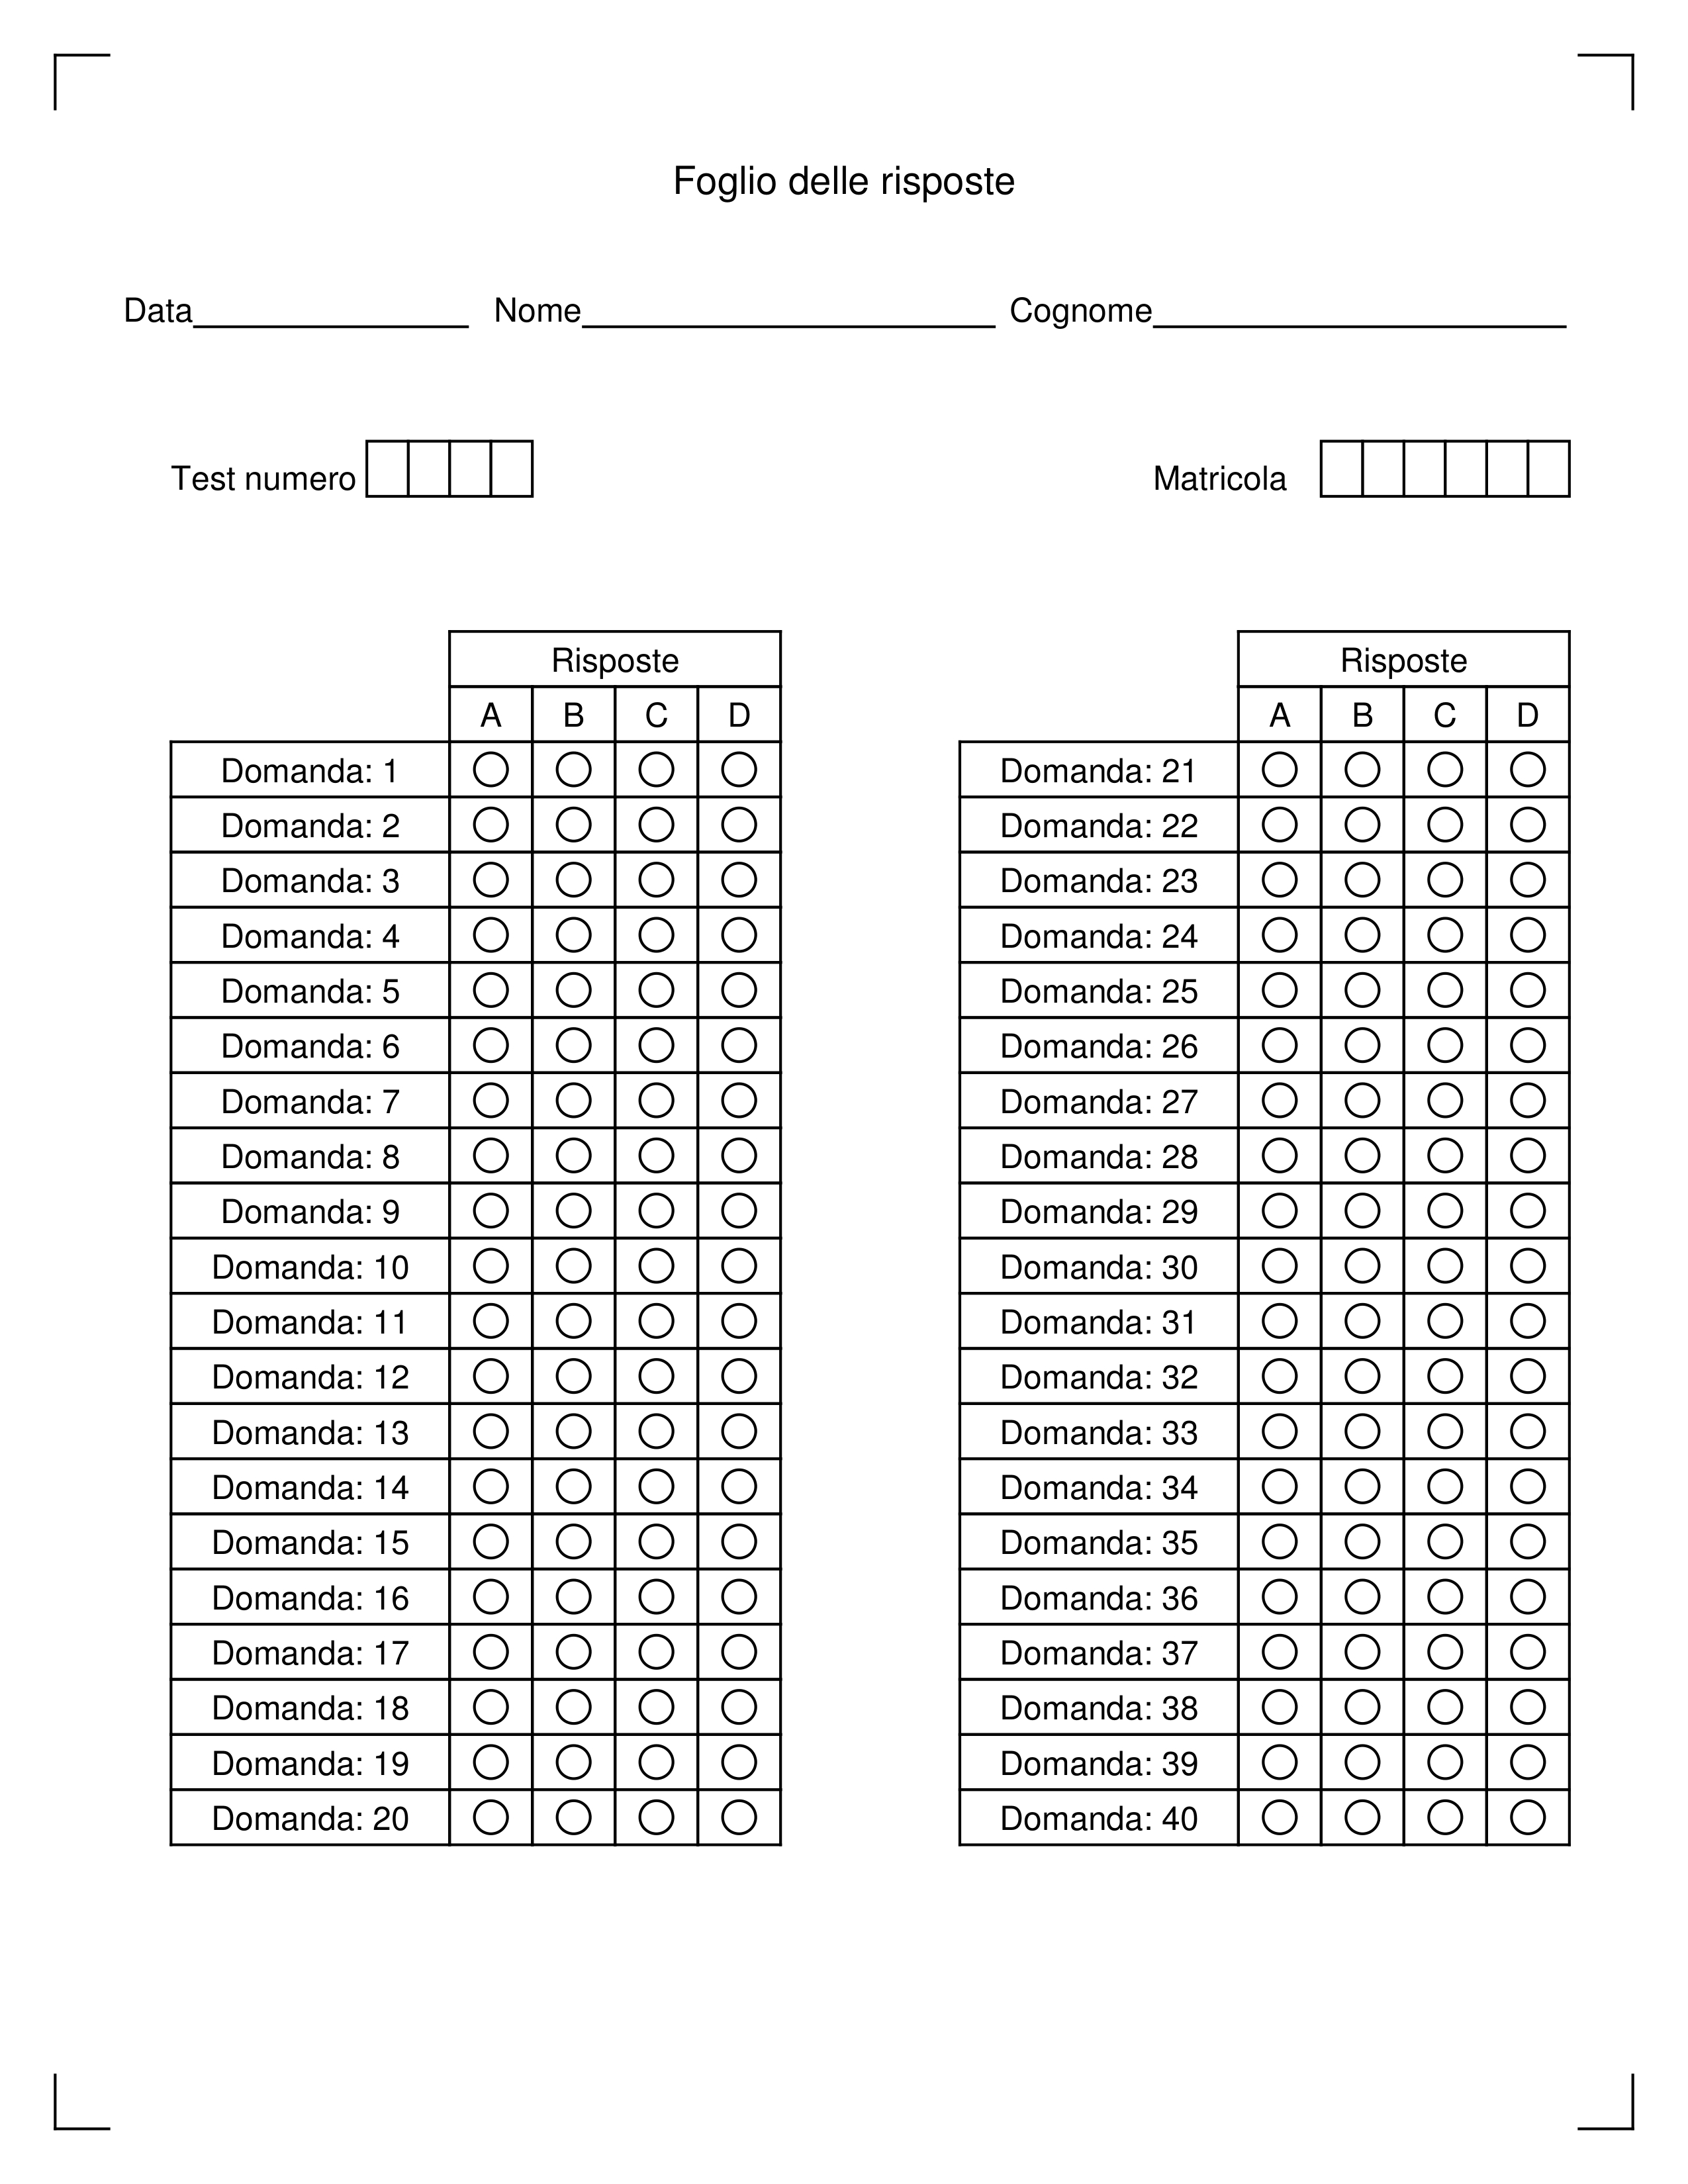 Foglio delle risposte
Data Nome Cognome
Test numero Matricola
Risposte
A B C D
Domanda: 1
Domanda: 2
Domanda: 3
Domanda: 4
Domanda: 5
Domanda: 6
Domanda: 7
Domanda: 8
Domanda: 9
Domanda: 10
Domanda: 11
Domanda: 12
Domanda: 13
Domanda: 14
Domanda: 15
Domanda: 16
Domanda: 17
Domanda: 18
Domanda: 19
Domanda: 20
Risposte
A B C D
Domanda: 21
Domanda: 22
Domanda: 23
Domanda: 24
Domanda: 25
Domanda: 26
Domanda: 27
Domanda: 28
Domanda: 29
Domanda: 30
Domanda: 31
Domanda: 32
Domanda: 33
Domanda: 34
Domanda: 35
Domanda: 36
Domanda: 37
Domanda: 38
Domanda: 39
Domanda: 40